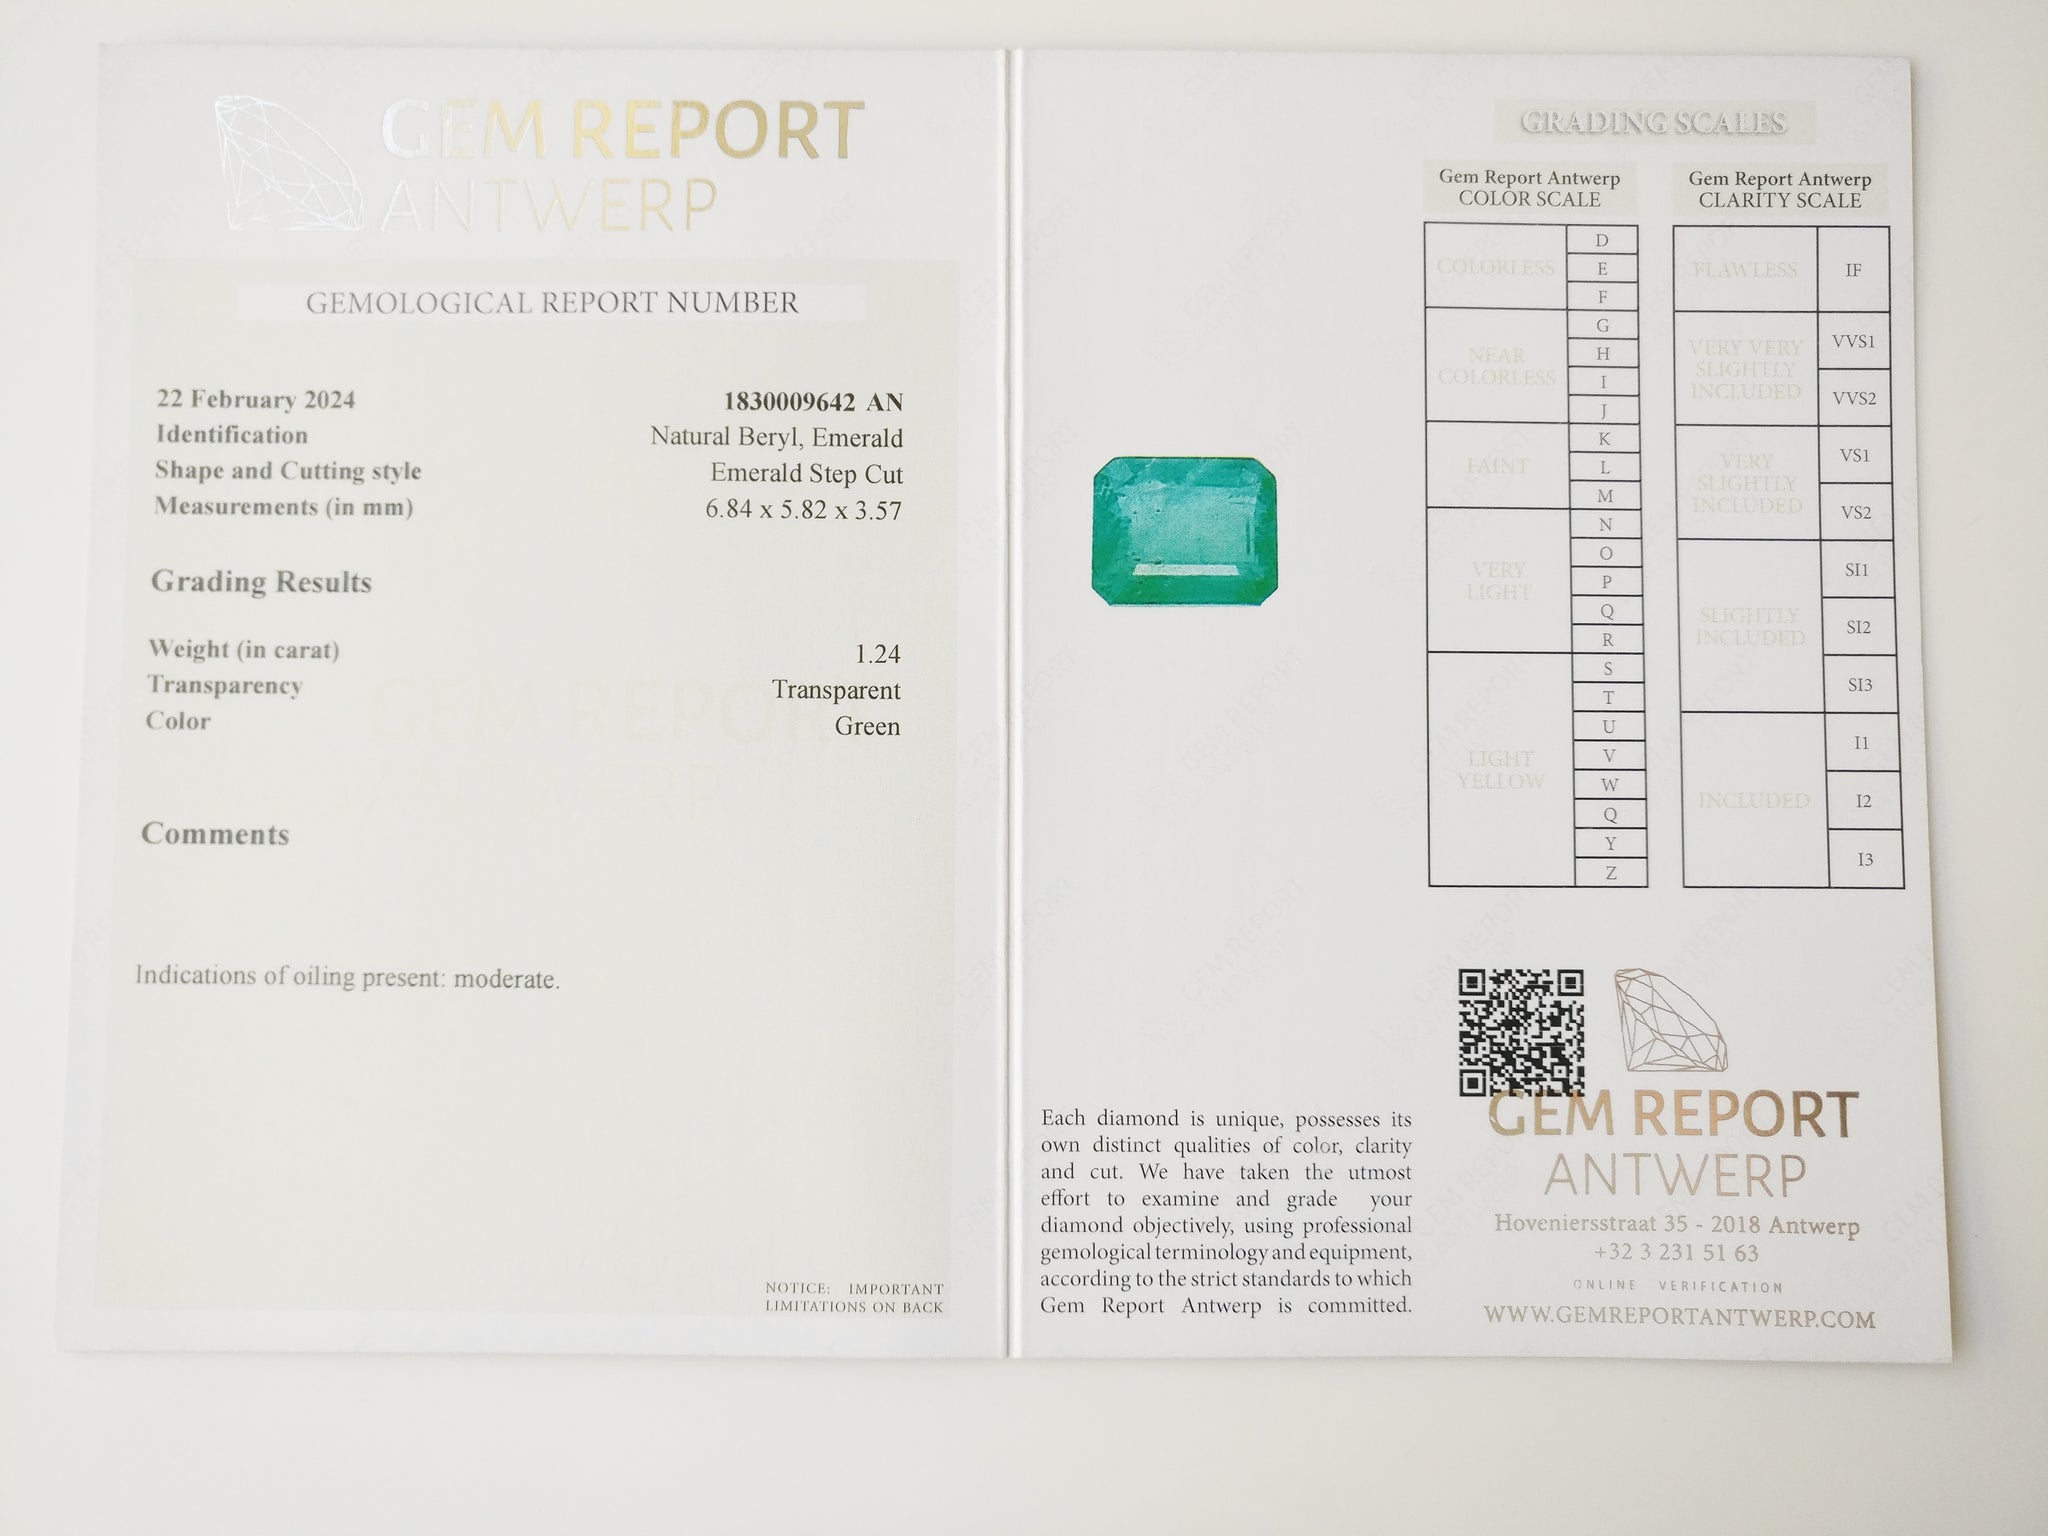 GEM REPORT
ANTWERP
GEMOLOGICAL REPORT NUMBER
22 February 2024 1830009642 AN
Identification Natural Beryl, Emerald
Shape and Cutting style Emerald Step Cut
Measurements (in mm) 6.84 x 5.82 x 3.57
Grading Results
Weight (in carat) 1.24
Transparency Transparent
Color Green
GEM REPORT
ANTWERP
Comments
Indications of oiling present: moderate.
NOTICE: IMPORTANT
LIMITATIONS ON BACK
GRADING SCALES
Gem Report Antwerp
COLOR SCALE
COLORLESS
D
E
F
NEAR
COLORLESS
G
H
I
J
FAINT
K
L
M
VERY
LIGHT
N
O
P
Q
R
LIGHT
YELLOW
S
T
U
V
W
Q
Y
Z
Gem Report Antwerp
CLARITY SCALE
FLAWLESS
IF
VERY VERY
SLIGHTLY
INCLUDED
VVS1
VVS2
VERY
SLIGHTLY
INCLUDED
VS1
VS2
SLIGHTLY
INCLUDED
SI1
SI2
SI3
INCLUDED
I1
I2
I3
Each diamond is unique, possesses its
own distinct qualities of color, clarity
and cut. We have taken the utmost
effort to examine and grade your
diamond objectively, using professional
gemological terminology and equipment,
according to the strict standards to which
Gem Report Antwerp is committed.
GEM REPORT
ANTWERP
Hoveniersstraat 35 - 2018 Antwerp
+32 3 231 51 63
ONLINE VERIFICATION
WWW.GEMREPORTANTWERP.COM